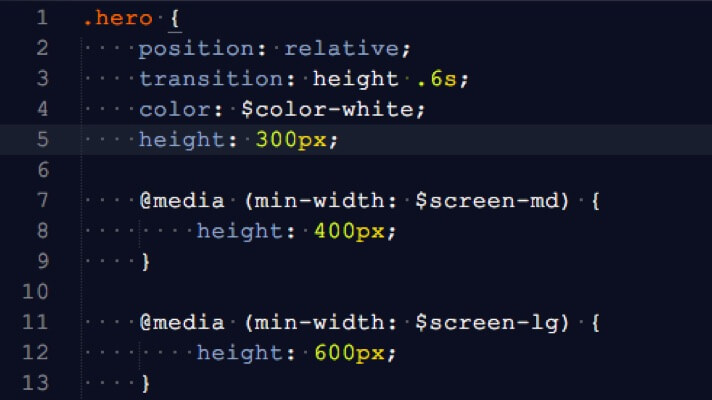 1 .hero {
2     position: relative;
3     transition: height .6s;
4     color: $color-white;
5     height: 300px;
6
7     @media (min-width: $screen-md) {
8         height: 400px;
9     }
10
11     @media (min-width: $screen-lg) {
12         height: 600px;
13     }